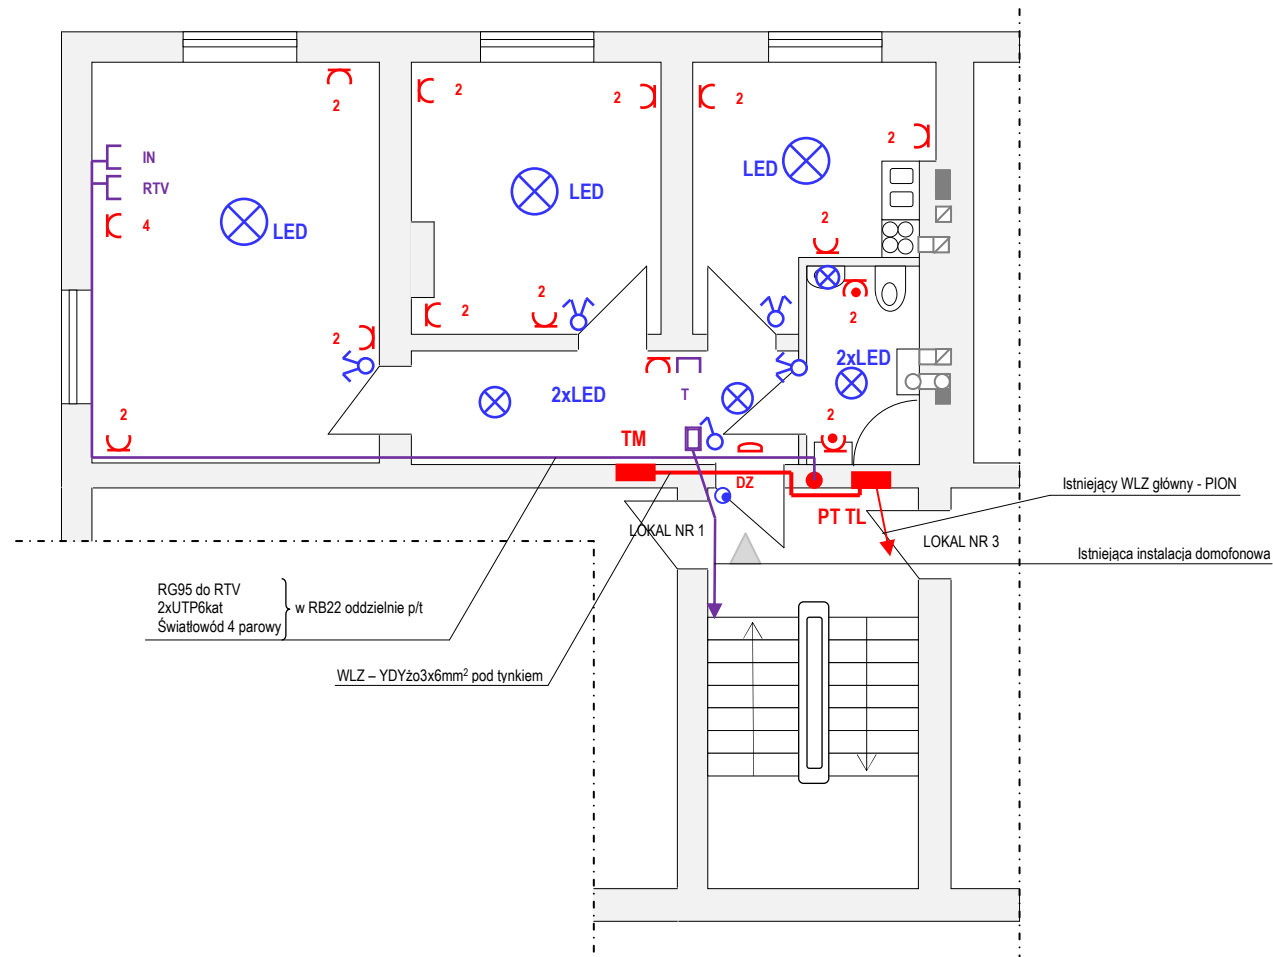 2
2
2
2
2
IN
RTV
4
LED
LED
LED
2
2
2
2
2
2xLED
2xLED
T
2
2
TM
DZ
PT TL
LOKAL NR 1
LOKAL NR 3
Istniejący WLZ główny - PION
Istniejąca instalacja domofonowa
RG95 do RTV
2xUTP6kat
Światłowód 4 parowy
w RB22 oddzielnie p/t
WLZ – YDYżo3x6mm² pod tynkiem